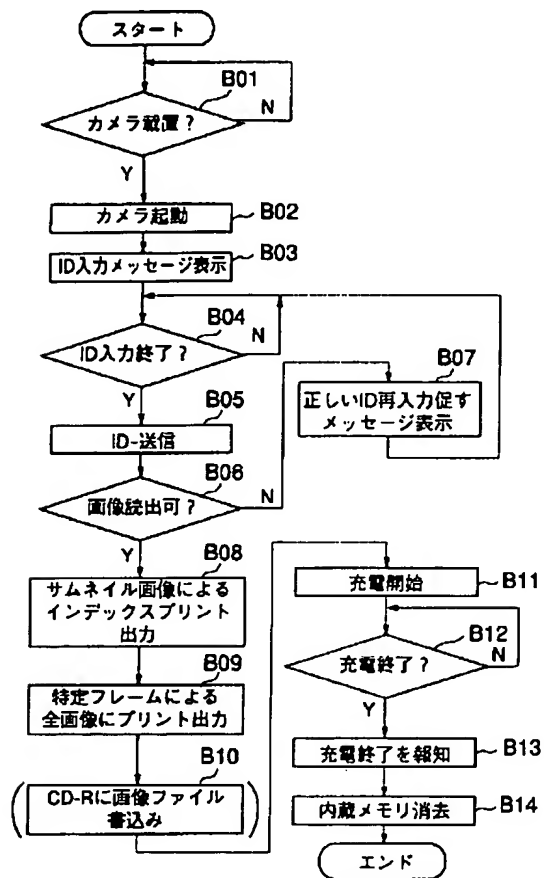 スタート
B01
カメラ載置?
N
Y
カメラ起動
B02
B03
ID入力メッセージ表示
B04
ID入力終了?
N
Y
B05
ID-送信
B06
画像読出可?
N
Y
B07
正しいID再入力促す
メッセージ表示
B08
サムネイル画像による
インデックスプリント
出力
B09
特定フレームによる
全画像にプリント出力
B10
(CD-Rに画像ファイル
書込み)
充電開始
B11
B12
充電終了?
N
Y
充電終了を報知
B13
内蔵メモリ消去
B14
エンド